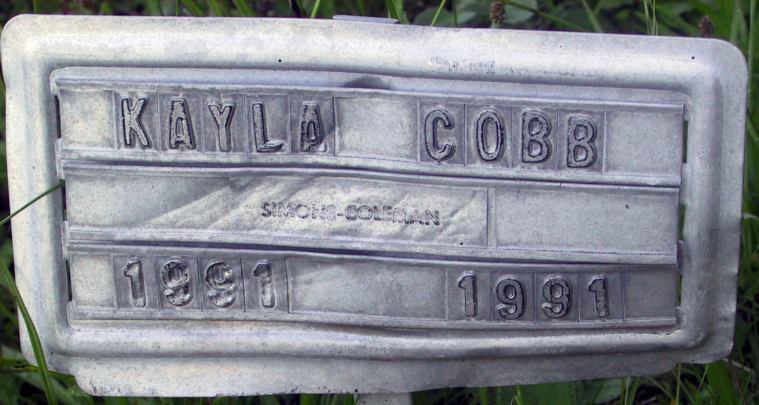 KAYLA COBB
SIMONS-COLEMAN
1991 1991